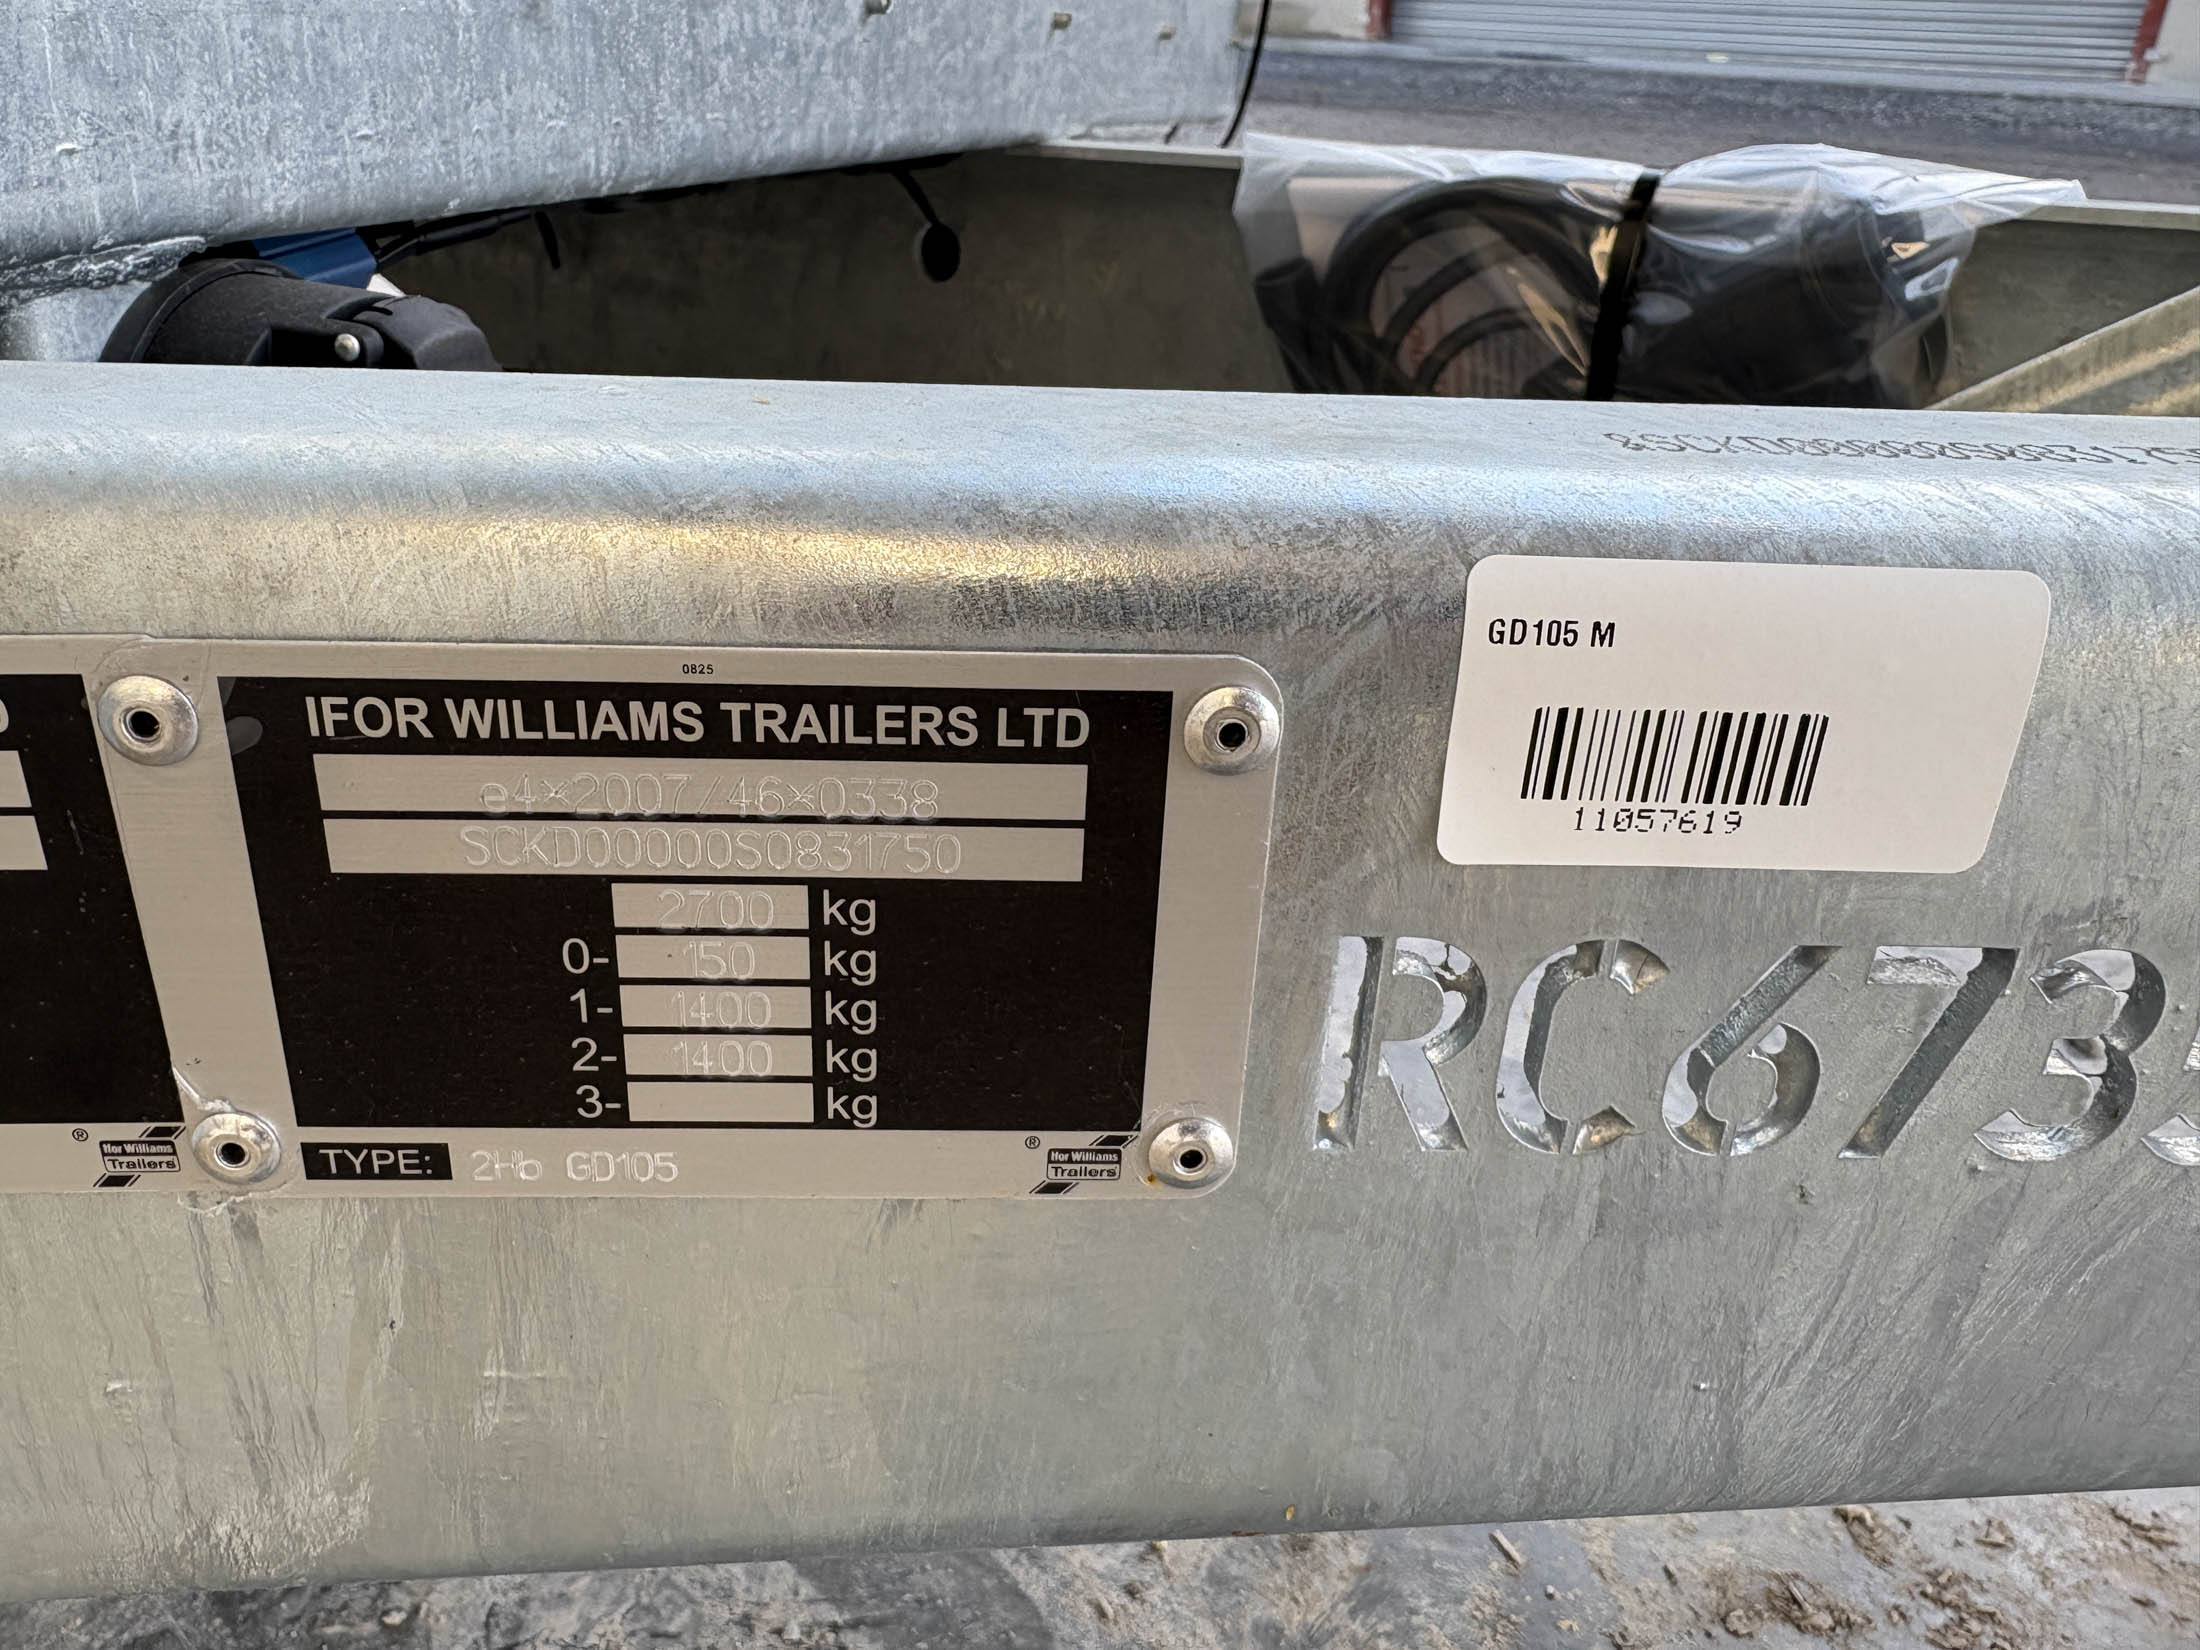 0825
IFOR WILLIAMS TRAILERS LTD
e4*2007/46*0338
SCKD00000S0831750
2700 kg
0- 150 kg
1- 1400 kg
2- 1400 kg
3- kg
TYPE: 2Hb GD105
® Ifor Williams
Trailers
® Ifor Williams
Trailers
GD105 M
11057619
RC673